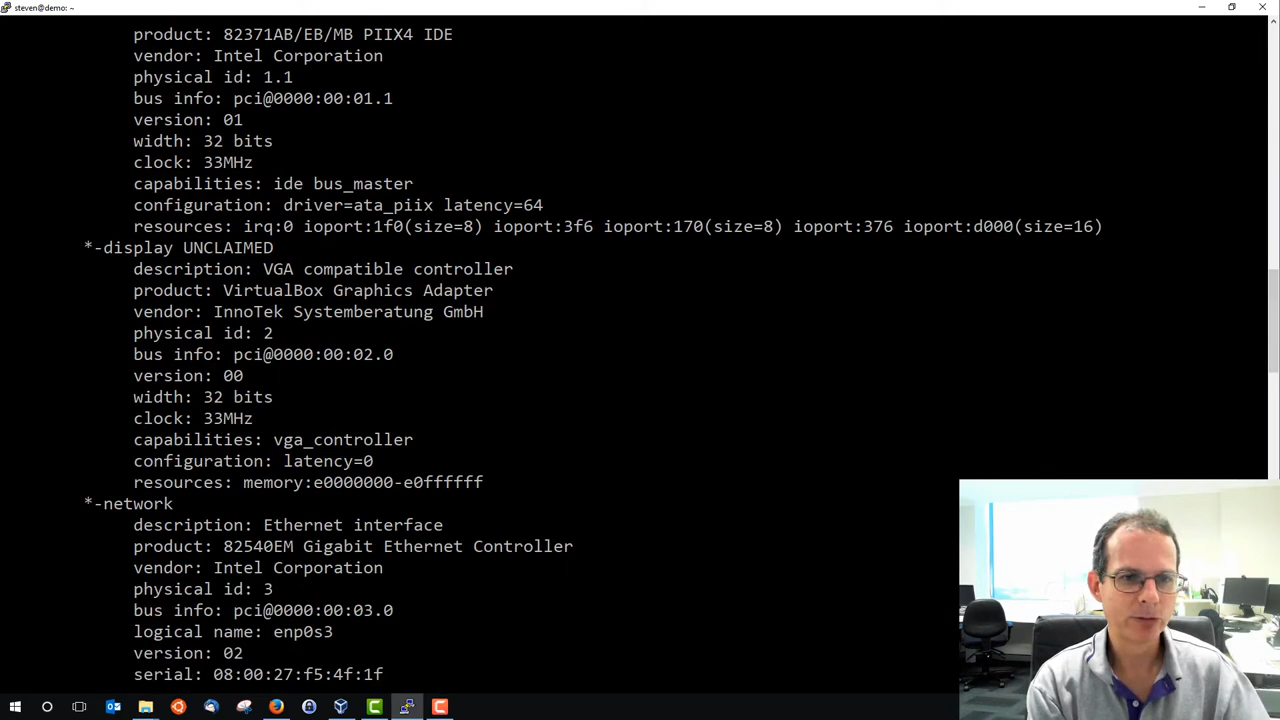 steven@demo: ~
product: 82371AB/EB/MB PIIX4 IDE
vendor: Intel Corporation
physical id: 1.1
bus info: pci@0000:00:01.1
version: 01
width: 32 bits
clock: 33MHz
capabilities: ide bus_master
configuration: driver=ata_piix latency=64
resources: irq:0 ioport:1f0(size=8) ioport:3f6 ioport:170(size=8) ioport:376 ioport:d000(size=16)
*-display UNCLAIMED
description: VGA compatible controller
product: VirtualBox Graphics Adapter
vendor: InnoTek Systemberatung GmbH
physical id: 2
bus info: pci@0000:00:02.0
version: 00
width: 32 bits
clock: 33MHz
capabilities: vga_controller
configuration: latency=0
resources: memory:e0000000-e0ffffff
*-network
description: Ethernet interface
product: 82540EM Gigabit Ethernet Controller
vendor: Intel Corporation
physical id: 3
bus info: pci@0000:00:03.0
logical name: enp0s3
version: 02
serial: 08:00:27:f5:4f:1f